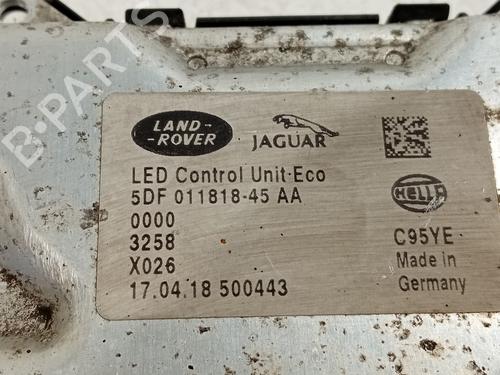 LAND-
-ROVER
JAGUAR
LED Control Unit-Eco
5DF 011818-45 AA
0000
3258
X026
17.04.18 500443
HELLA
C95YE
Made in
Germany
B-PARTS